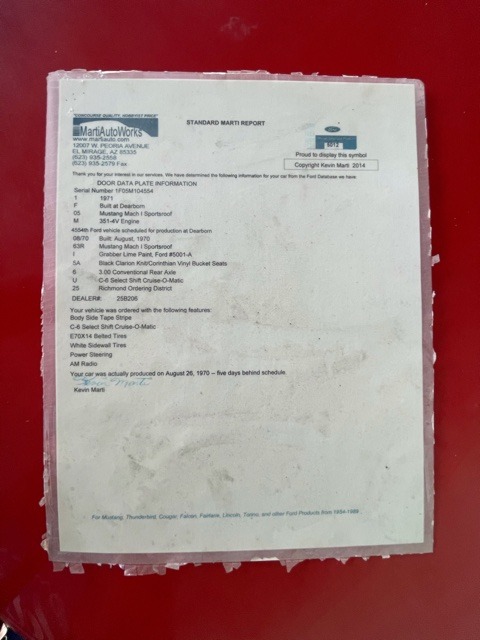 "CONCOURSE QUALITY, HOMEYDT PRICE"
MartiAutoWorks
www.martiauto.com
12007 W. PEORIA AVENUE
EL MIRAGE, AZ 85335
(623) 935-2558
(623) 935-2579 Fax
STANDARD MARTI REPORT
Ford
6012
Proud to display this symbol
Copyright Kevin Marti 2014
Thank you for your interest in our services. We have determined the following information for your car from the Ford Database we have.
DOOR DATA PLATE INFORMATION
Serial Number 1F05M104554
1 1971
F Built at Dearborn
05 Mustang Mach I Sportsroof
M 351-4V Engine
4554th Ford vehicle scheduled for production at Dearborn
08/70 Built: August, 1970
63R Mustang Mach I Sportsroof
I Grabber Lime Paint, Ford #5001-A
5A Black Clarion Knit/Corinthian Vinyl Bucket Seats
6 3.00 Conventional Rear Axle
U C-6 Select Shift Cruise-O-Matic
25 Richmond Ordering District
DEALER#: 25B206
Your vehicle was ordered with the following features:
Body Side Tape Stripe
C-6 Select Shift Cruise-O-Matic
E70X14 Belted Tires
White Sidewall Tires
Power Steering
AM Radio
Your car was actually produced on August 26, 1970 -- five days behind schedule
Kevin Marti
Kevin Marti
For Mustang, Thunderbird, Cougar, Falcon, Fairlane, Lincoln, Torino, and other Ford Products from 1954-1989